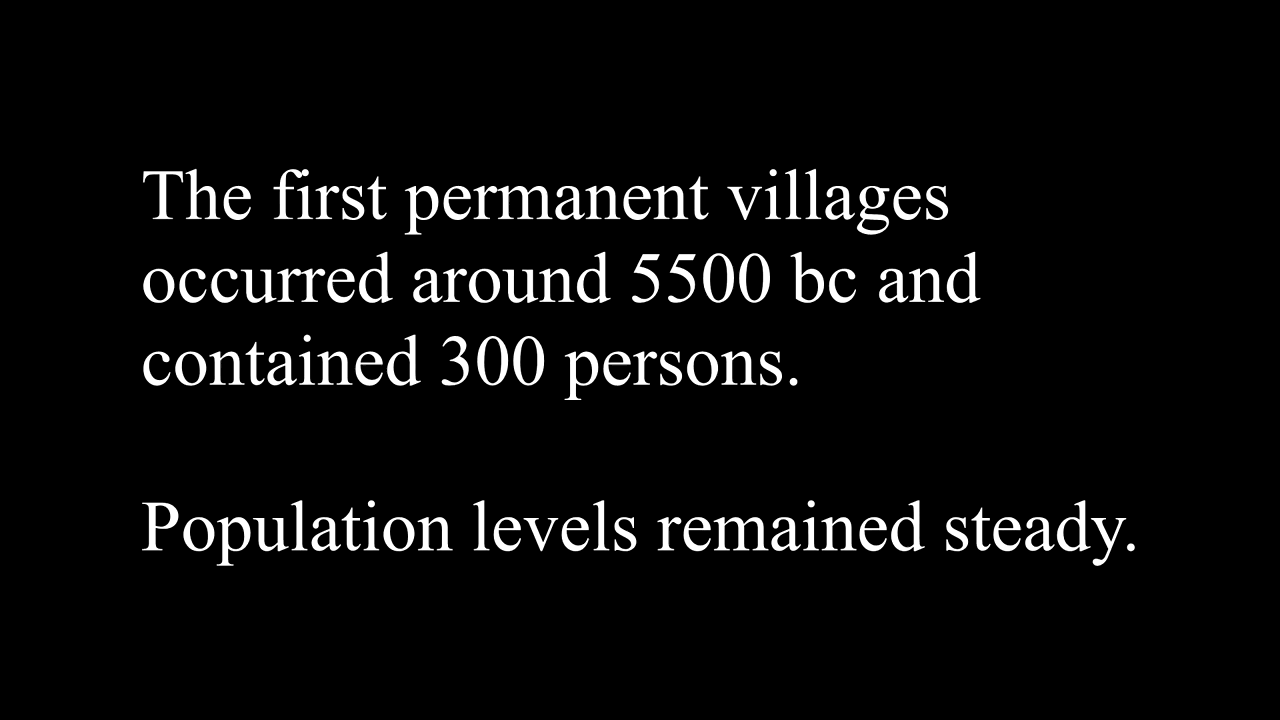 The first permanent villages
occurred around 5500 bc and
contained 300 persons.
Population levels remained steady.